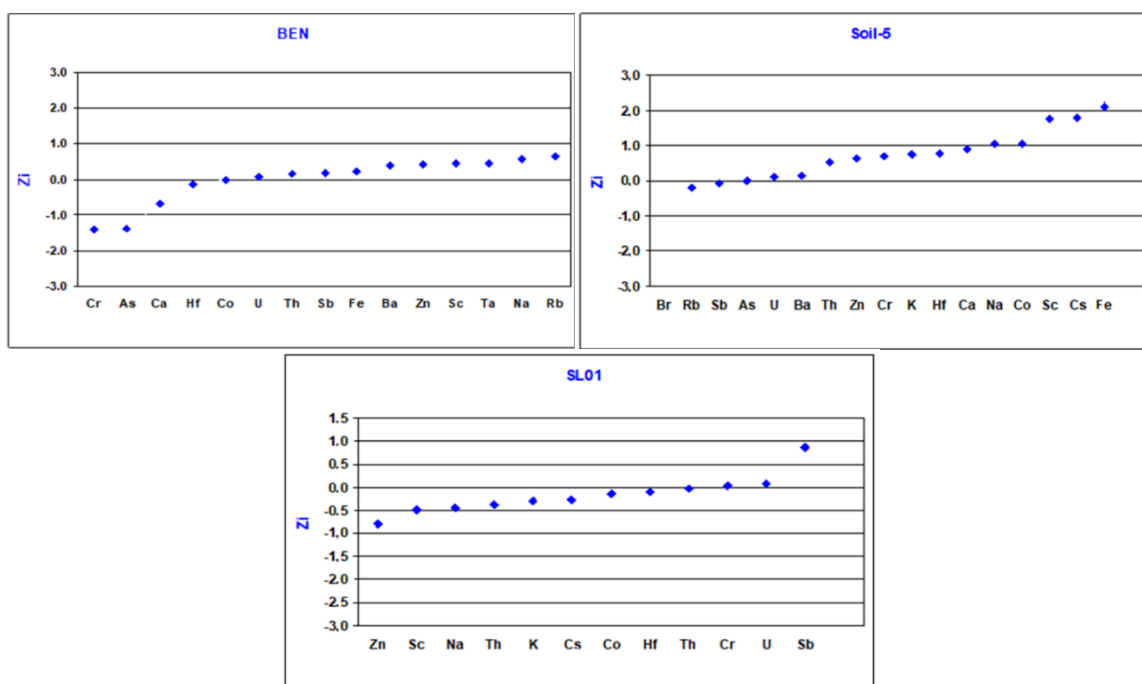 BEN
3.0
2.0
1.0
0.0
-1.0
-2.0
-3.0
Zi
Cr As Ca Hf Co U Th Sb Fe Ba Zn Sc Ta Na Rb
Soil-5
3,0
2,0
1,0
0,0
-1,0
-2,0
-3,0
Zi
Br Rb Sb As U Ba Th Zn Cr K Hf Ca Na Co Sc Cs Fe
SL01
1.5
1.0
0.5
0.0
-0.5
-1,0
-1,5
-2.0
-2.5
-3,0
Zi
Zn Sc Na Th K Cs Co Hf Th Cr U Sb